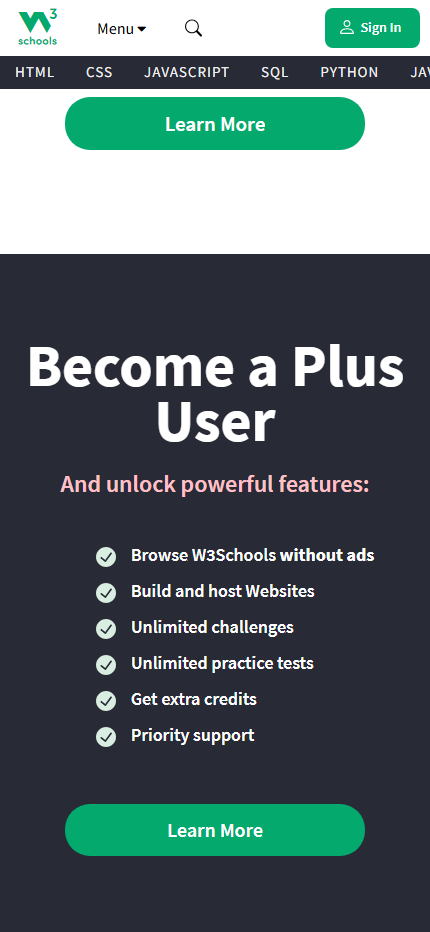 W3
schools
Menu
Sign In
HTML CSS JAVASCRIPT SQL PYTHON JAV
Learn More
Become a Plus
User
And unlock powerful features:
Browse W3Schools without ads
Build and host Websites
Unlimited challenges
Unlimited practice tests
Get extra credits
Priority support
Learn More